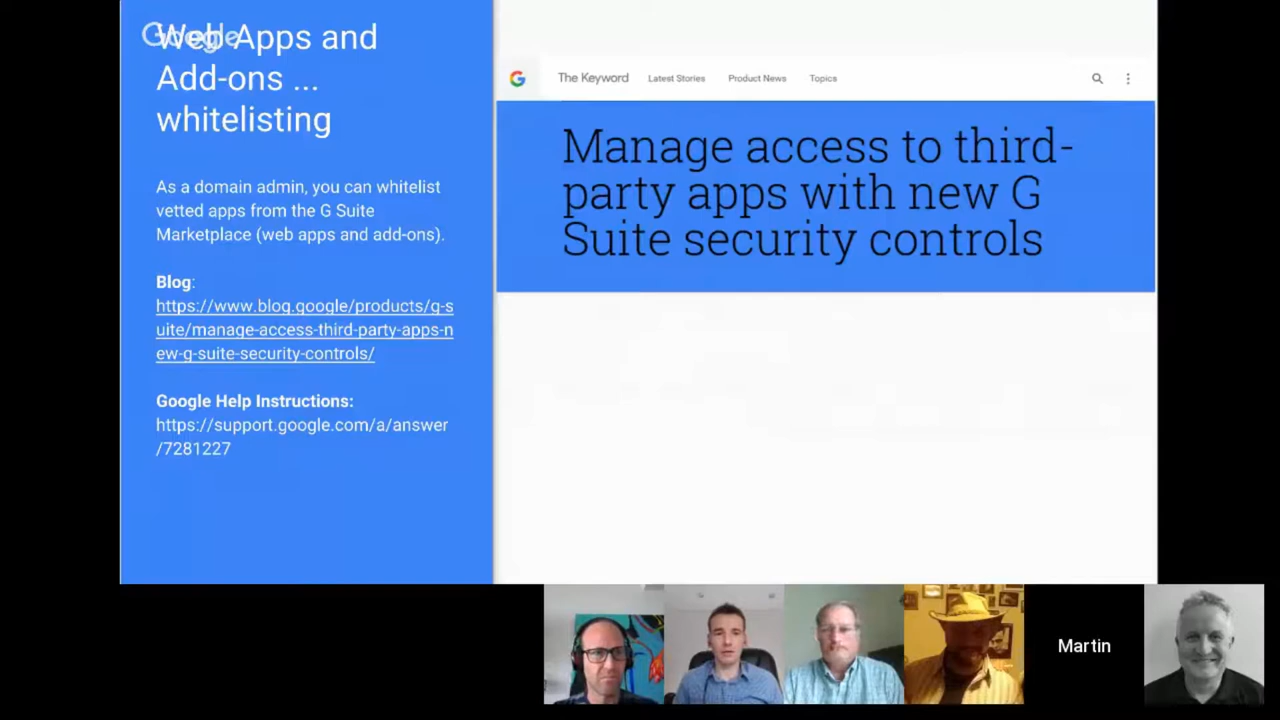 Google
Web Apps and
Add-ons ...
whitelisting
As a domain admin, you can whitelist
vetted apps from the G Suite
Marketplace (web apps and add-ons).
Blog:
https://www.blog.google/products/g-s
uite/manage-access-third-party-apps-n
ew-g-suite-security-controls/
Google Help Instructions:
https://support.google.com/a/answer
/7281227
G The Keyword Latest Stories Product News Topics
Manage access to third-
party apps with new G
Suite security controls
Martin